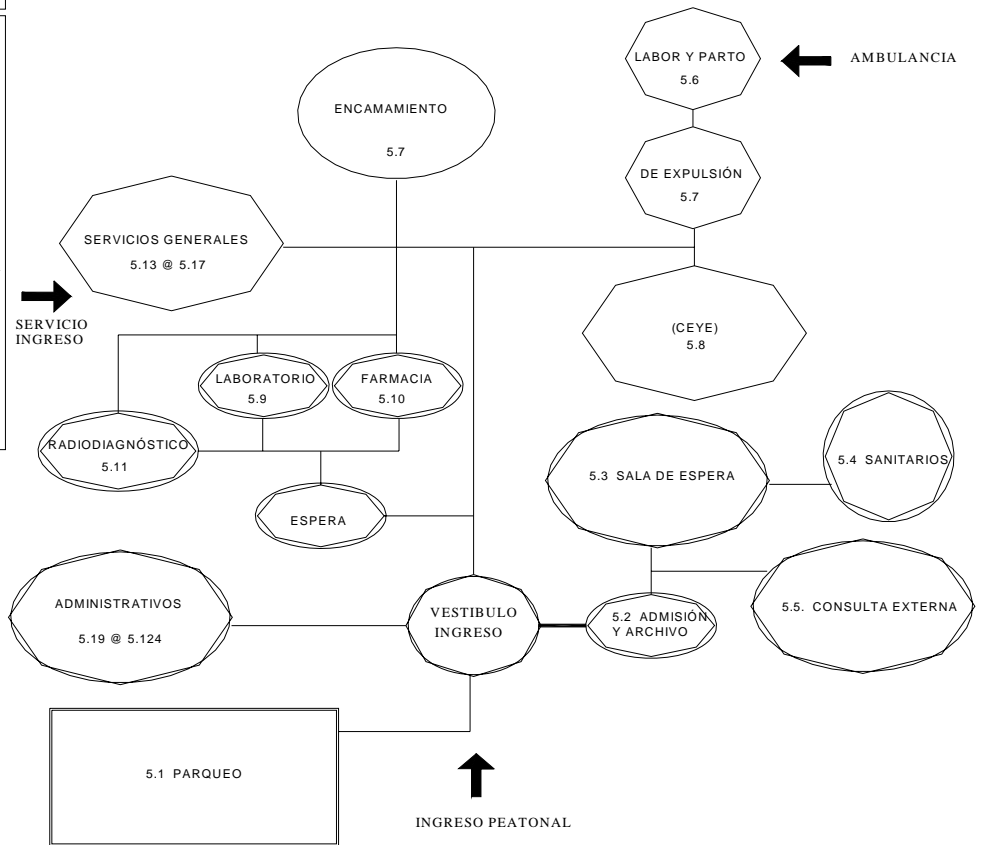 LABOR Y PARTO
5.6
AMBULANCIA
ENCAMAMIENTO
5.7
DE EXPULSIÓN
5.7
SERVICIOS GENERALES
5.13 @ 5.17
SERVICIO
INGRESO
(CEYE)
5.8
LABORATORIO
5.9
FARMACIA
5.10
RADIODIAGNÓSTICO
5.11
5.3 SALA DE ESPERA
5.4 SANITARIOS
ESPERA
ADMINISTRATIVOS
5.19 @ 5.124
VESTIBULO
INGRESO
5.2 ADMISIÓN
Y ARCHIVO
5.5. CONSULTA EXTERNA
5.1 PARQUEO
INGRESO PEATONAL